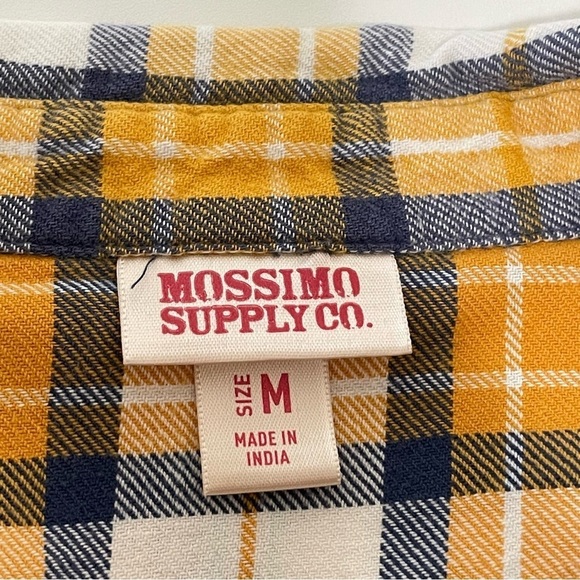 MOSSIMO
SUPPLY CO.
SIZE M
MADE IN
INDIA